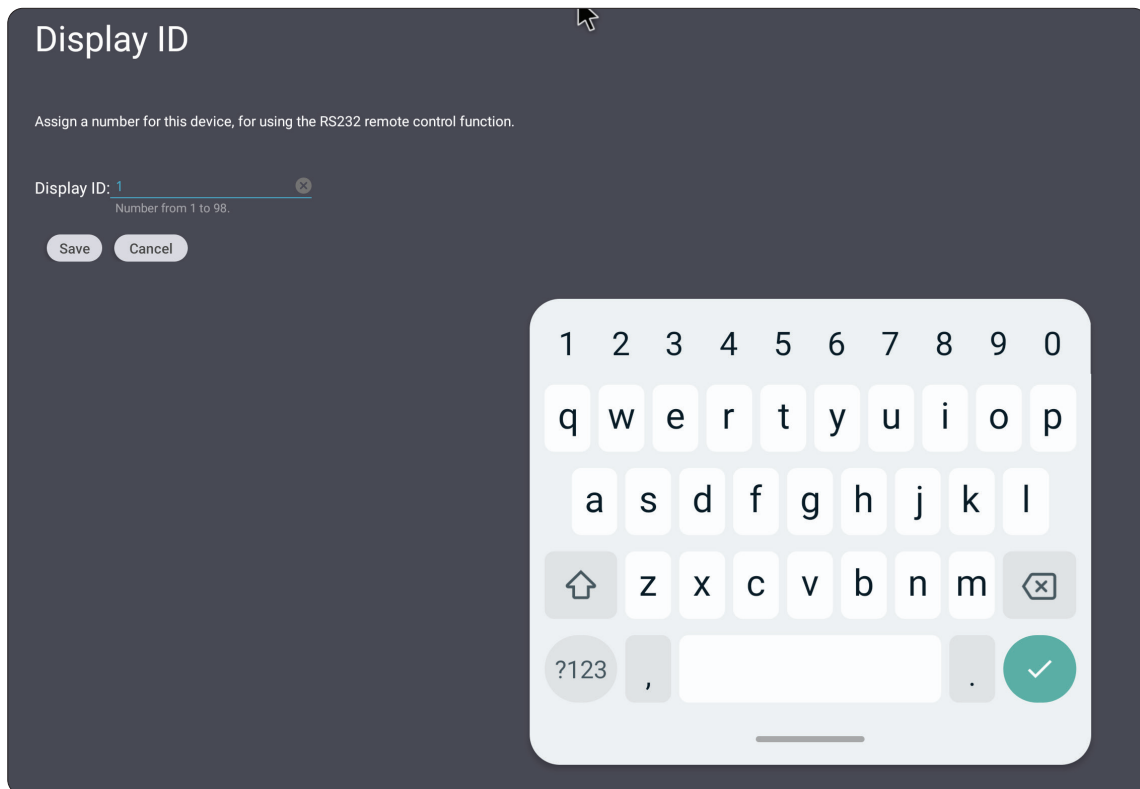 Display ID
Assign a number for this device, for using the RS232 remote control function.
Display ID: 1
Number from 1 to 98.
Save Cancel
1 2 3 4 5 6 7 8 9 0
q w e r t y u i o p
a s d f g h j k l
z x c v b n m
?123 , .